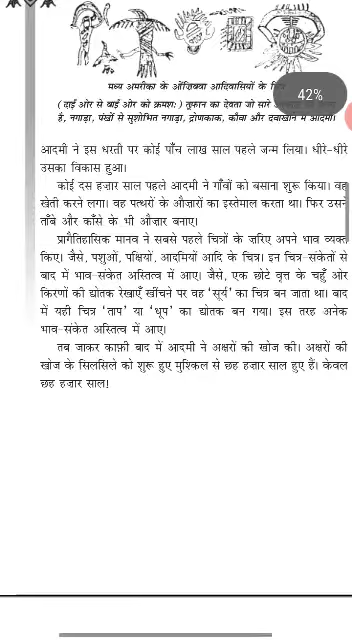 मध्य अमरीका के ओजिबवा आदिवासियों के चित्र
42%
(दाईं ओर से बाईं ओर को क्रमशः) तूफान का देवता जो सारे
है, नगाड़ा, पंखों से सुशोभित नगाड़ा, द्रोणकाक, कौवा और दवाखाने में आदमी।
आदमी ने इस धरती पर कोई पाँच लाख साल पहले जन्म लिया। धीरे-धीरे
उसका विकास हुआ।
कोई दस हज़ार साल पहले आदमी ने गाँवों को बसाना शुरू किया। वह
खेती करने लगा। वह पत्थरों के औज़ारों का इस्तेमाल करता था। फिर उसने
ताँबे और काँसे के भी औज़ार बनाए।
प्रागैतिहासिक मानव ने सबसे पहले चित्रों के ज़रिए अपने भाव व्यक्त
किए। जैसे, पशुओं, पक्षियों, आदमियों आदि के चित्र। इन चित्र-संकेतों से
बाद में भाव-संकेत अस्तित्व में आए। जैसे, एक छोटे वृत्त के चहुँ ओर
किरणों की द्योतक रेखाएँ खींचने पर वह 'सूर्य' का चित्र बन जाता था। बाद
में यही चित्र 'ताप' या 'धूप' का द्योतक बन गया। इस तरह अनेक
भाव-संकेत अस्तित्व में आए।
तब जाकर काफ़ी बाद में आदमी ने अक्षरों की खोज की। अक्षरों की
खोज के सिलसिले को शुरू हुए मुश्किल से छह हज़ार साल हुए हैं। केवल
छह हज़ार साल!